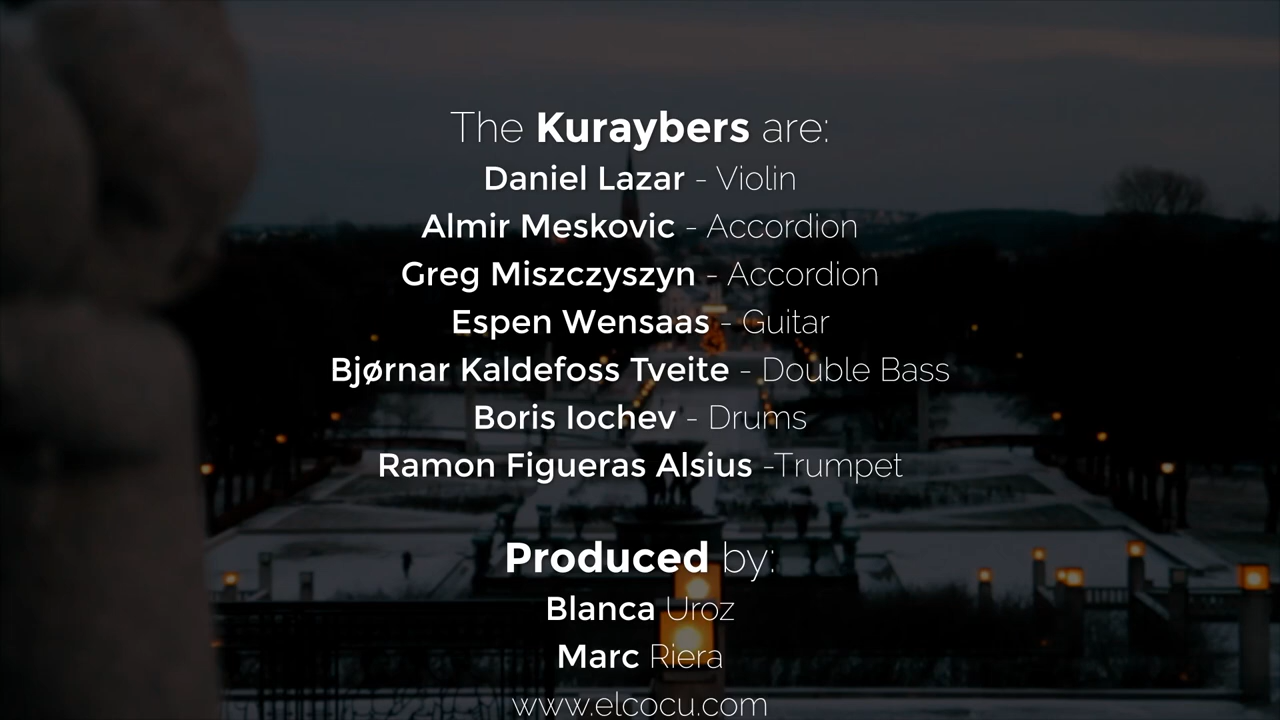 The Kuraybers are:
Daniel Lazar - Violin
Almir Meskovic - Accordion
Greg Miszczyszyn - Accordion
Espen Wensaas - Guitar
Bjørnar Kaldefoss Tveite - Double Bass
Boris Iochev - Drums
Ramon Figueras Alsius -Trumpet
Produced by:
Blanca Uroz
Marc Riera
www.elcocu.com